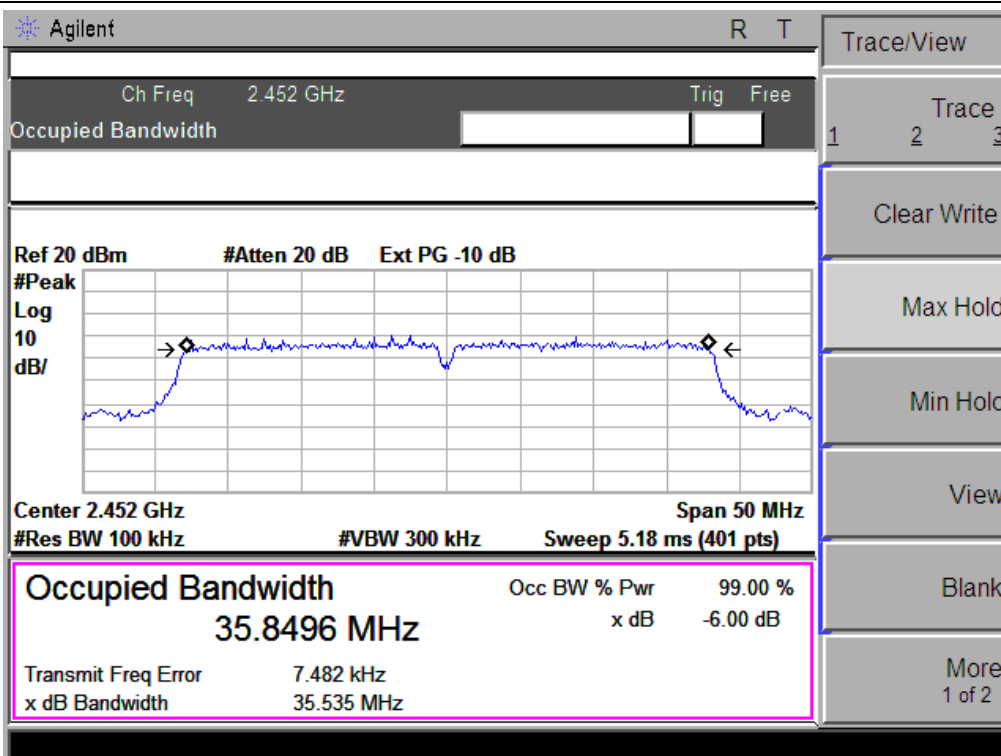 Agilent R T
Ch Freq 2.452 GHz Trig Free
Occupied Bandwidth
Ref 20 dBm #Atten 20 dB Ext PG -10 dB
#Peak
Log
10
dB/
Center 2.452 GHz Span 50 MHz
#Res BW 100 kHz #VBW 300 kHz Sweep 5.18 ms (401 pts)
Occupied Bandwidth
35.8496 MHz
Occ BW % Pwr 99.00 %
x dB -6.00 dB
Transmit Freq Error 7.482 kHz
x dB Bandwidth 35.535 MHz
Trace/View
Trace
1 2 3
Clear Write
Max Hold
Min Hold
View
Blank
More
1 of 2